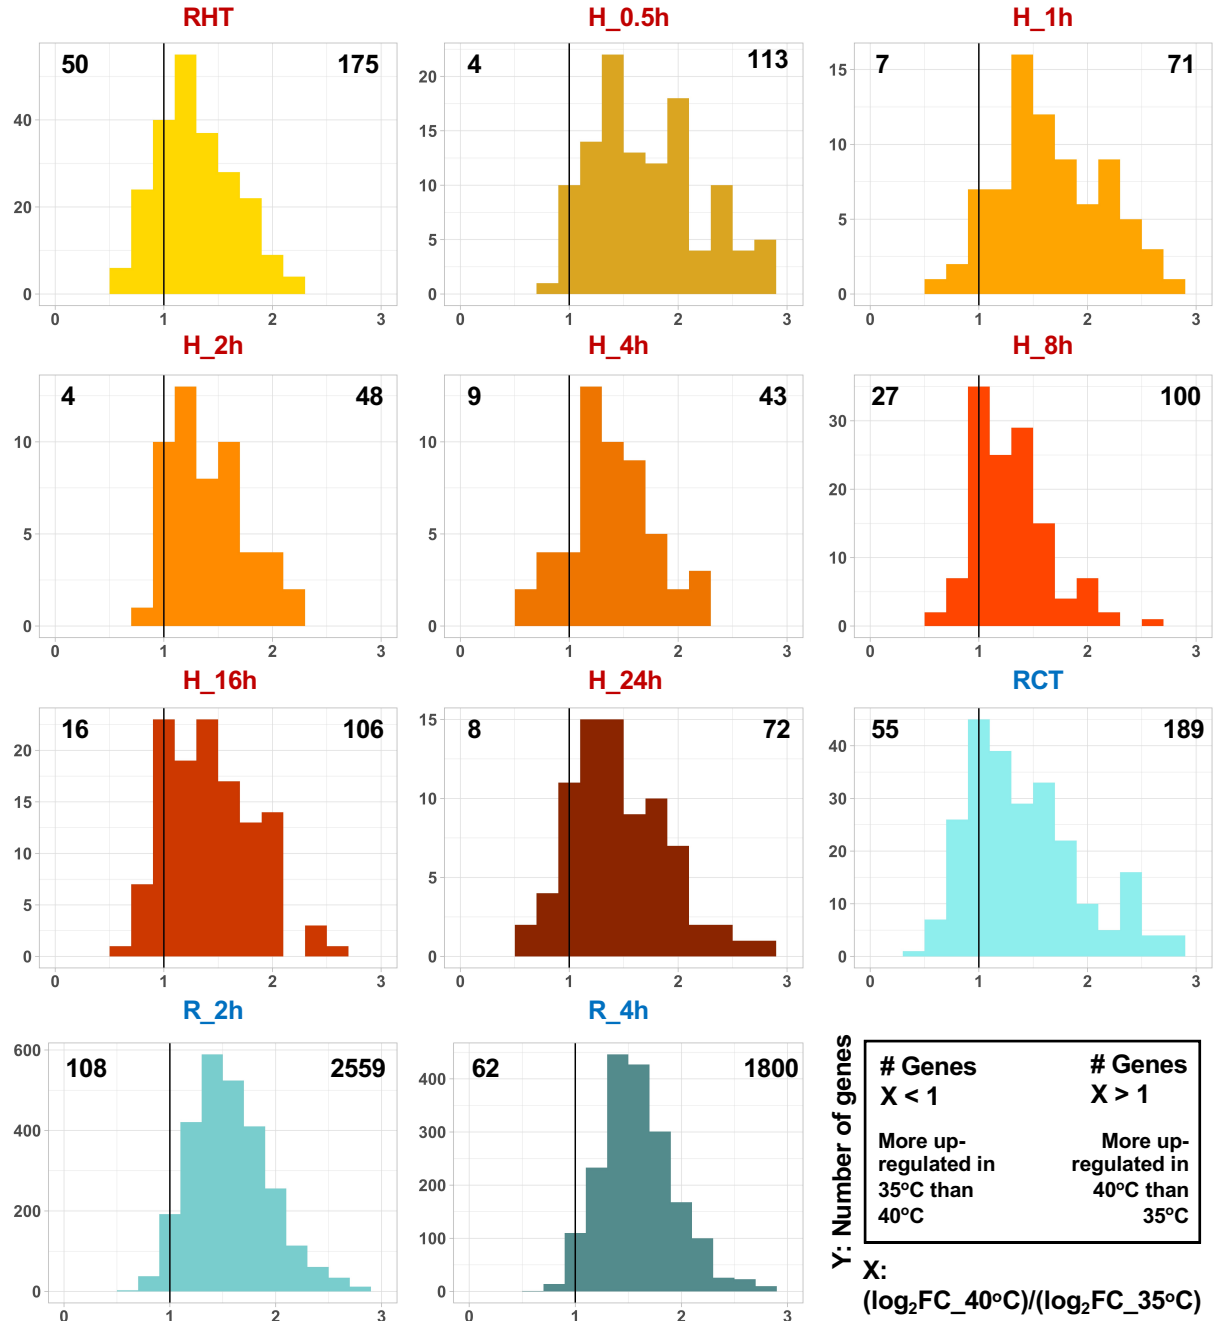 RHT
H_0.5h
H_1h
50
175
4
113
7
71
40
20
0
20
15
10
5
0
15
10
5
0
0 1 2 3
0 1 2 3
0 1 2 3
H_2h
H_4h
H_8h
4
48
9
43
27
100
10
5
0
10
5
0
30
20
10
0
0 1 2 3
0 1 2 3
0 1 2 3
H_16h
H_24h
RCT
16
106
8
72
55
189
20
15
10
5
0
15
10
5
0
40
30
20
10
0
0 1 2 3
0 1 2 3
0 1 2 3
R_2h
R_4h
108
2559
62
1800
600
400
200
0
400
300
200
100
0
0 1 2 3
0 1 2 3
Y: Number of genes
# Genes
X < 1
More up-
regulated in
35°C than
40°C
# Genes
X > 1
More up-
regulated in
40°C than
35°C
X:
(log₂FC_40°C)/(log₂FC_35°C)